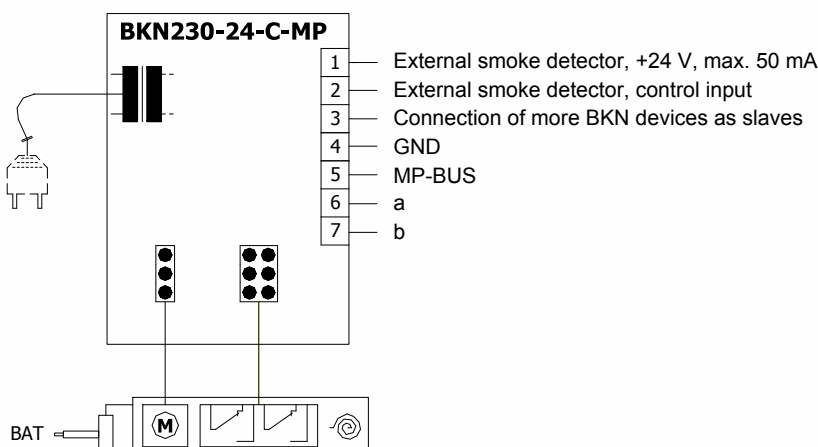 BKN230-24-C-MP
1 External smoke detector, +24 V, max. 50 mA
2 External smoke detector, control input
3 Connection of more BKN devices as slaves
4 GND
5 MP-BUS
6 a
7 b
M
BAT